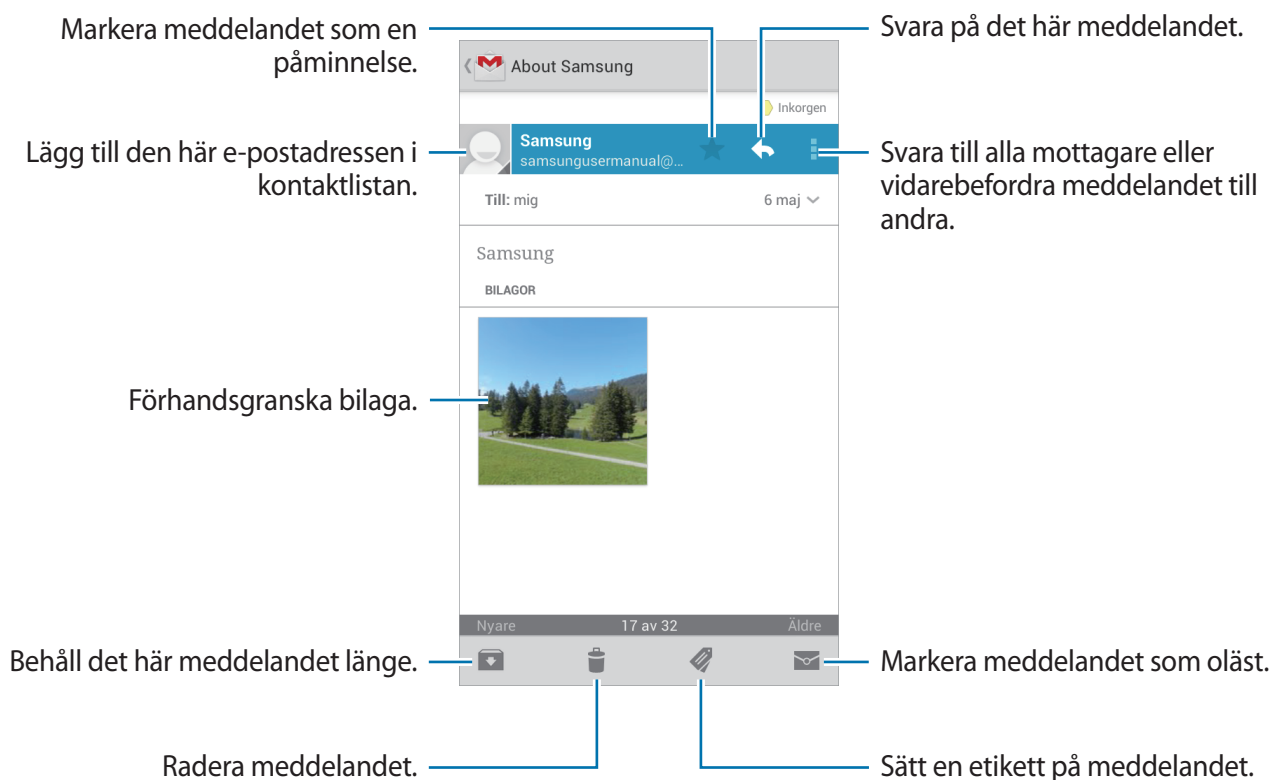 Markera meddelandet som en
påminnelse.
Svara på det här meddelandet.
About Samsung
Inkorgen
Lägg till den här e-postadressen i
kontaktlistan.
Samsung
samsungusermanual@...
Svara till alla mottagare eller
vidarebefordra meddelandet till
andra.
Till: mig
6 maj
Samsung
BILAGOR
Förhandsgranska bilaga.
Nyare
17 av 32
Äldre
Behåll det här meddelandet länge.
Markera meddelandet som oläst.
Radera meddelandet.
Sätt en etikett på meddelandet.